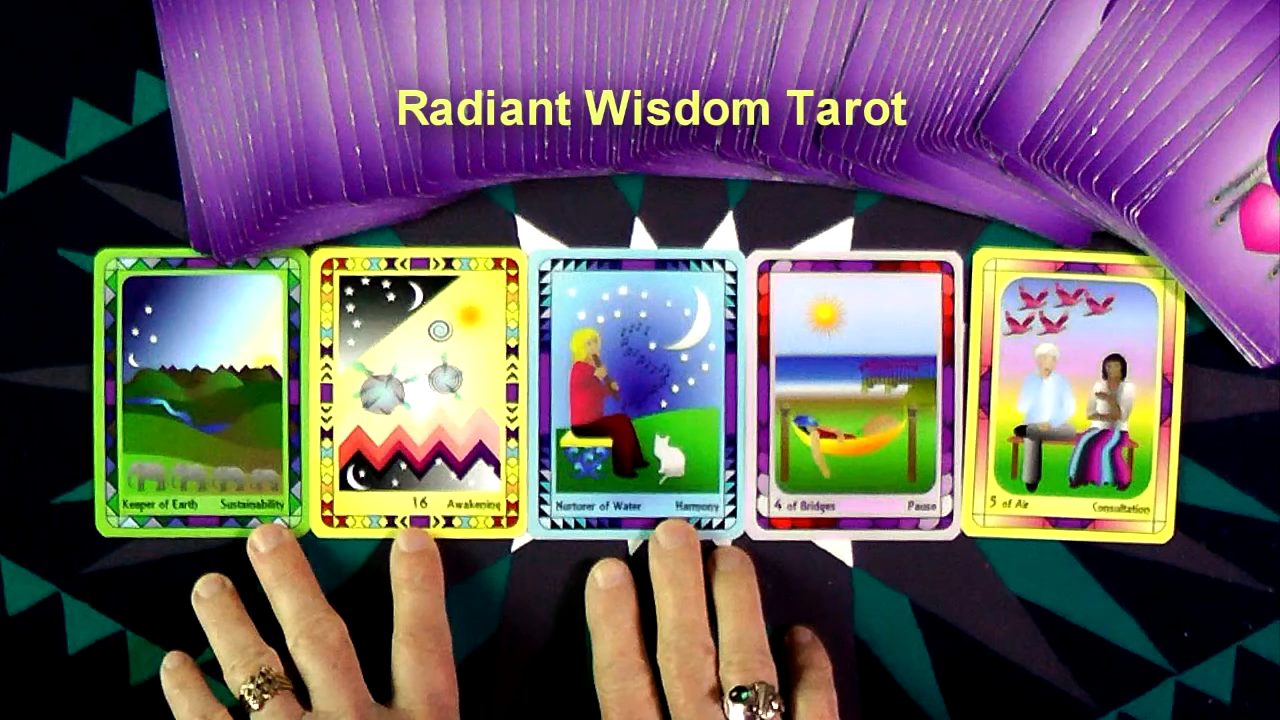 Radiant Wisdom Tarot
Keeper of Earth Sustainability
16 Awakening
Nurturer of Water Harmony
4 of Bridges Pause
5 of Air Consultation